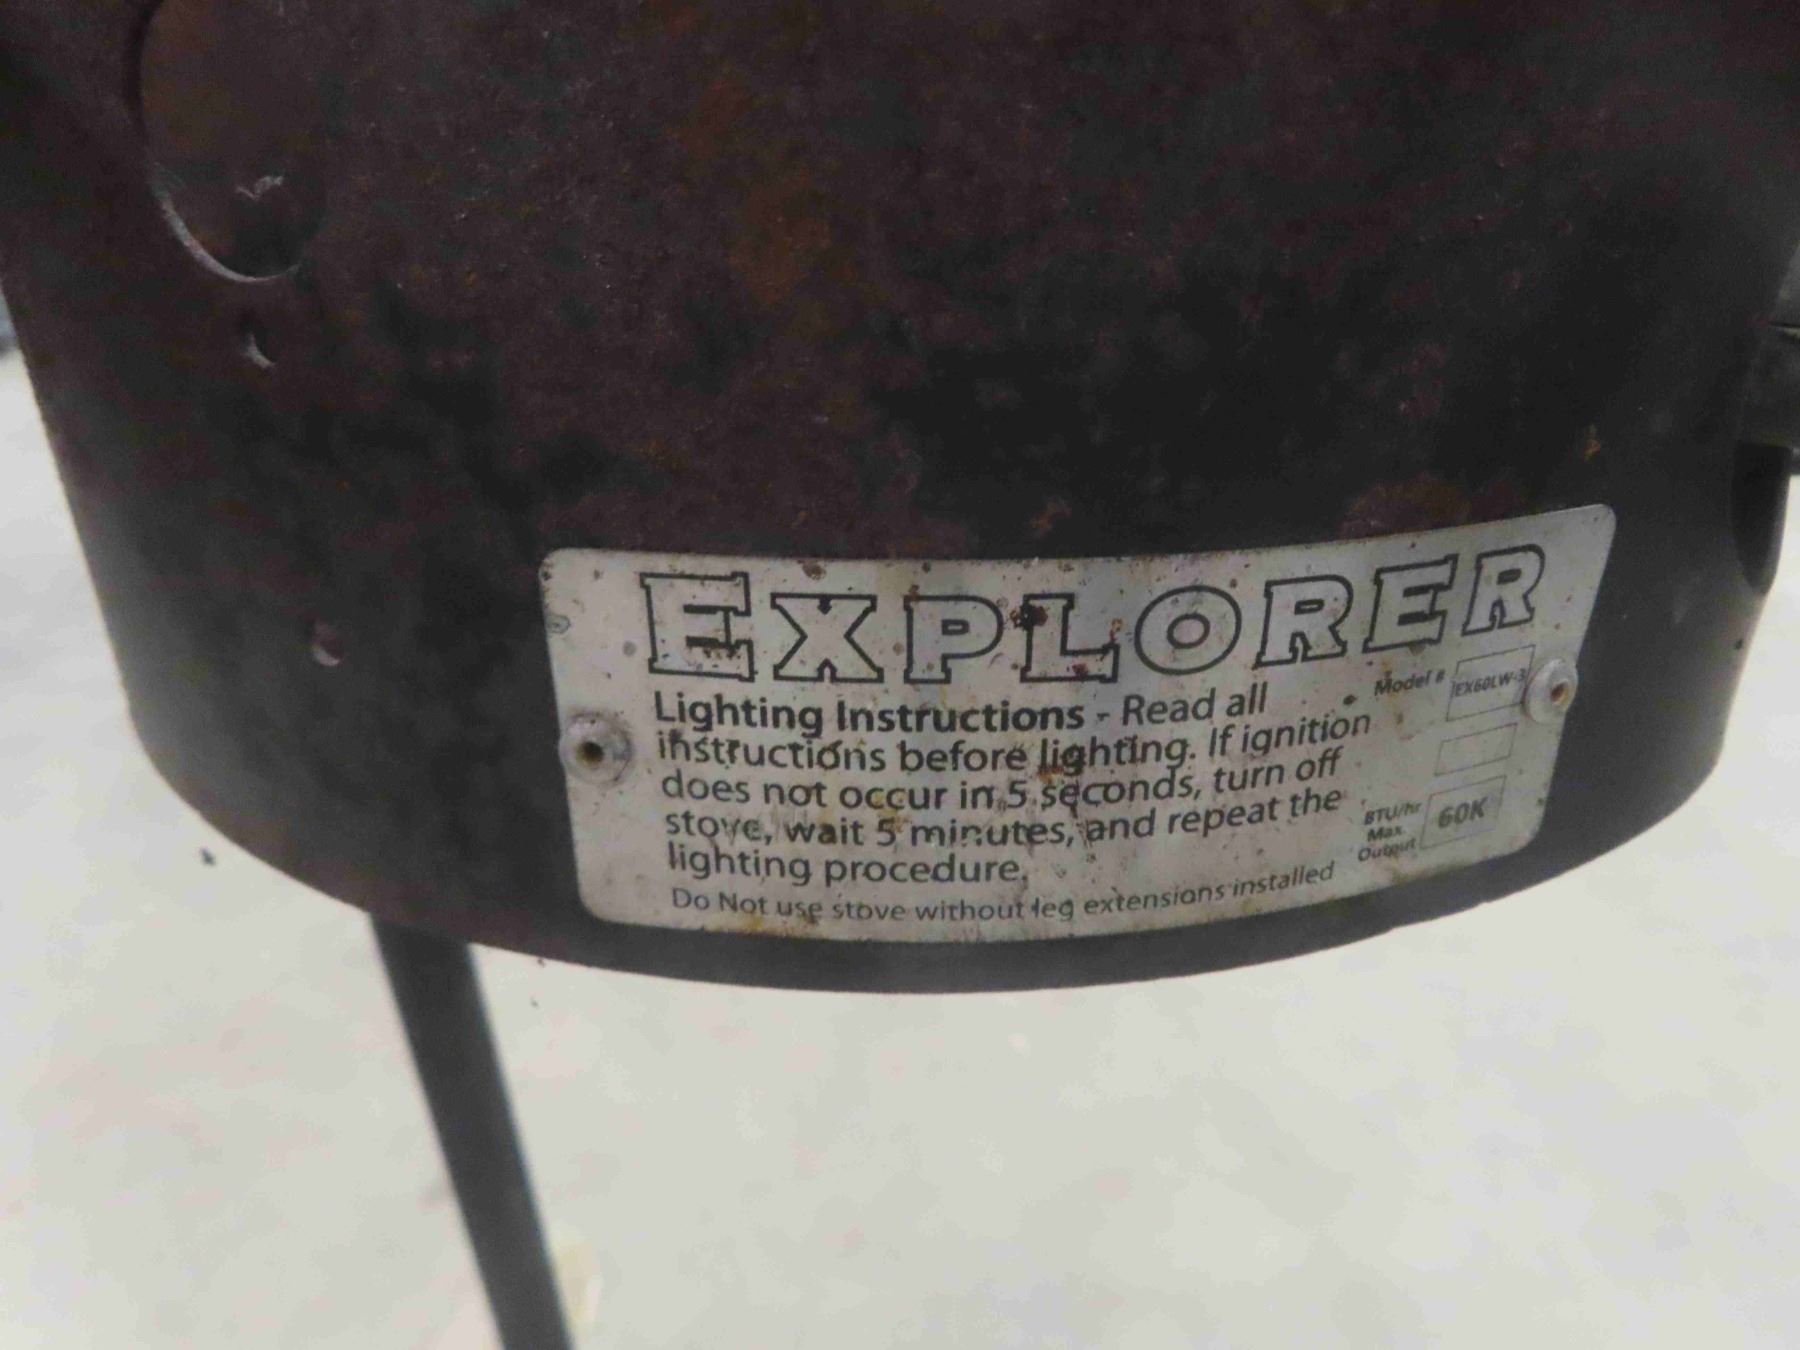 EXPLORER
Lighting Instructions - Read all
instructions before lighting. If ignition
does not occur in 5 seconds, turn off
stove, wait 5 minutes, and repeat the
lighting procedure.
Do Not use stove without leg extensions installed
Model # EX60LW-3
BTU/hr
Max
Output
60K